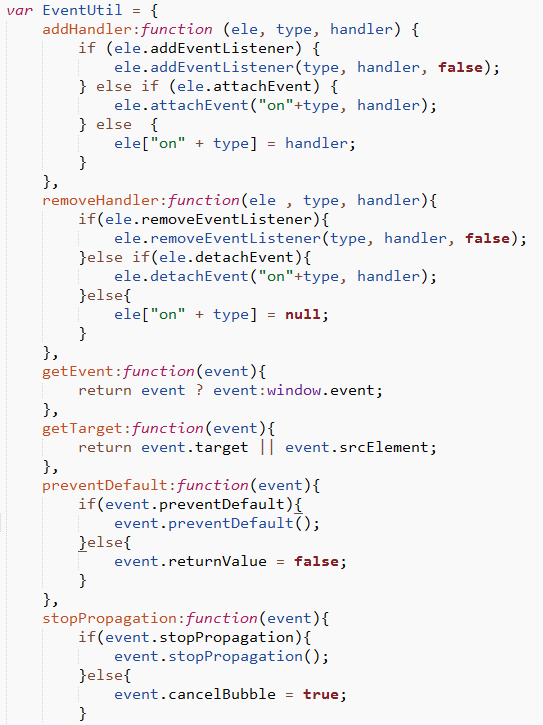 var EventUtil = {
    addHandler:function (ele, type, handler) {
        if (ele.addEventListener) {
            ele.addEventListener(type, handler, false);
        } else if (ele.attachEvent) {
            ele.attachEvent("on"+type, handler);
        } else  {
            ele["on" + type] = handler;
        }
    },
    removeHandler:function(ele , type, handler){
        if(ele.removeEventListener){
            ele.removeEventListener(type, handler, false);
        }else if(ele.detachEvent){
            ele.detachEvent("on"+type, handler);
        }else{
            ele["on" + type] = null;
        }
    },
    getEvent:function(event){
        return event ? event:window.event;
    },
    getTarget:function(event){
        return event.target || event.srcElement;
    },
    preventDefault:function(event){
        if(event.preventDefault){
            event.preventDefault();
        }else{
            event.returnValue = false;
        }
    },
    stopPropagation:function(event){
        if(event.stopPropagation){
            event.stopPropagation();
        }else{
            event.cancelBubble = true;
        }